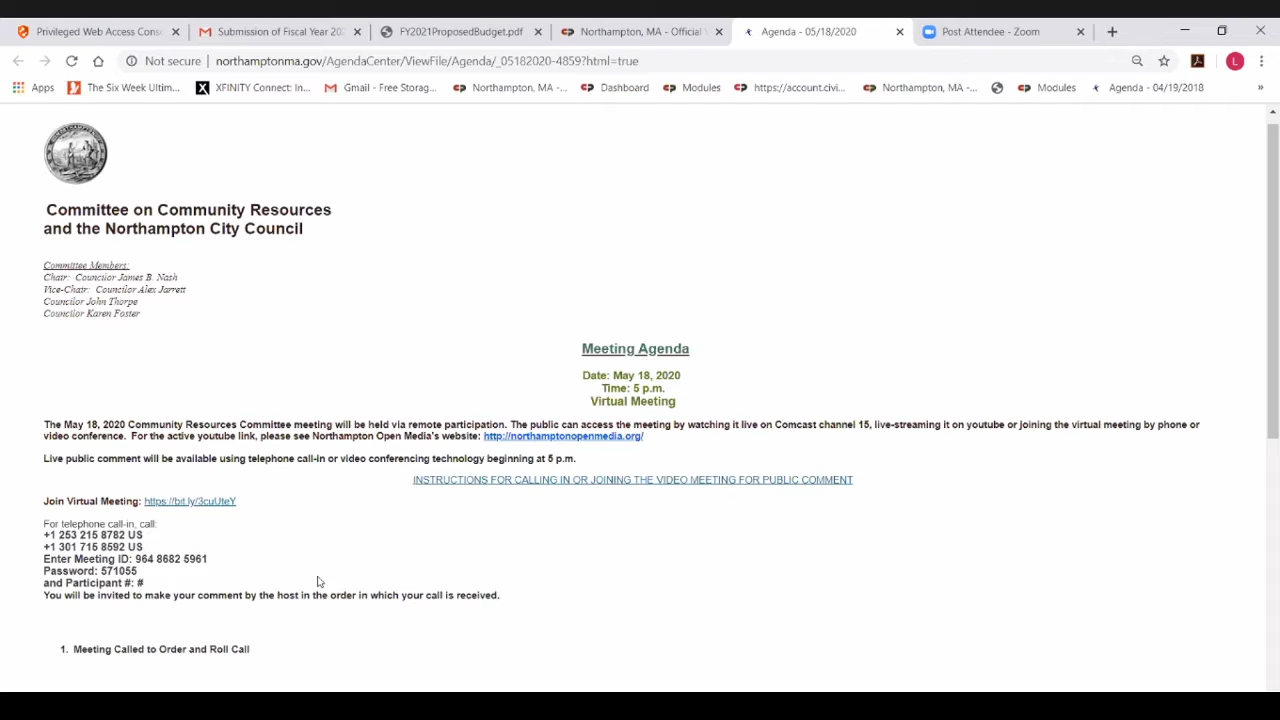 Privileged Web Access Cons
Submission of Fiscal Year 202
FY2021ProposedBudget.pdf
Northampton, MA - Official
Agenda - 05/18/2020
Post Attendee - Zoom
Not secure | northamptonma.gov/AgendaCenter/ViewFile/Agenda/_05182020-4859?html=true
Apps
The Six Week Ultim...
XFINITY Connect: In...
Gmail - Free Storag...
Northampton, MA -...
Dashboard
Modules
https://account.civi...
Northampton, MA -...
Modules
Agenda - 04/19/2018
»
Committee on Community Resources
and the Northampton City Council
Committee Members:
Chair: Councilor James B. Nash
Vice-Chair: Councilor Alex Jarrett
Councilor John Thorpe
Councilor Karen Foster
Meeting Agenda
Date: May 18, 2020
Time: 5 p.m.
Virtual Meeting
The May 18, 2020 Community Resources Committee meeting will be held via remote participation. The public can access the meeting by watching it live on Comcast channel 15, live-streaming it on youtube or joining the virtual meeting by phone or
video conference. For the active youtube link, please see Northampton Open Media's website: http://northamptonopenmedia.org/
Live public comment will be available using telephone call-in or video conferencing technology beginning at 5 p.m.
INSTRUCTIONS FOR CALLING IN OR JOINING THE VIDEO MEETING FOR PUBLIC COMMENT
Join Virtual Meeting: https://bit.ly/3cuUteY
For telephone call-in, call:
+1 253 215 8782 US
+1 301 715 8592 US
Enter Meeting ID: 964 8682 5961
Password: 571055
and Participant #: #
You will be invited to make your comment by the host in the order in which your call is received.
1. Meeting Called to Order and Roll Call